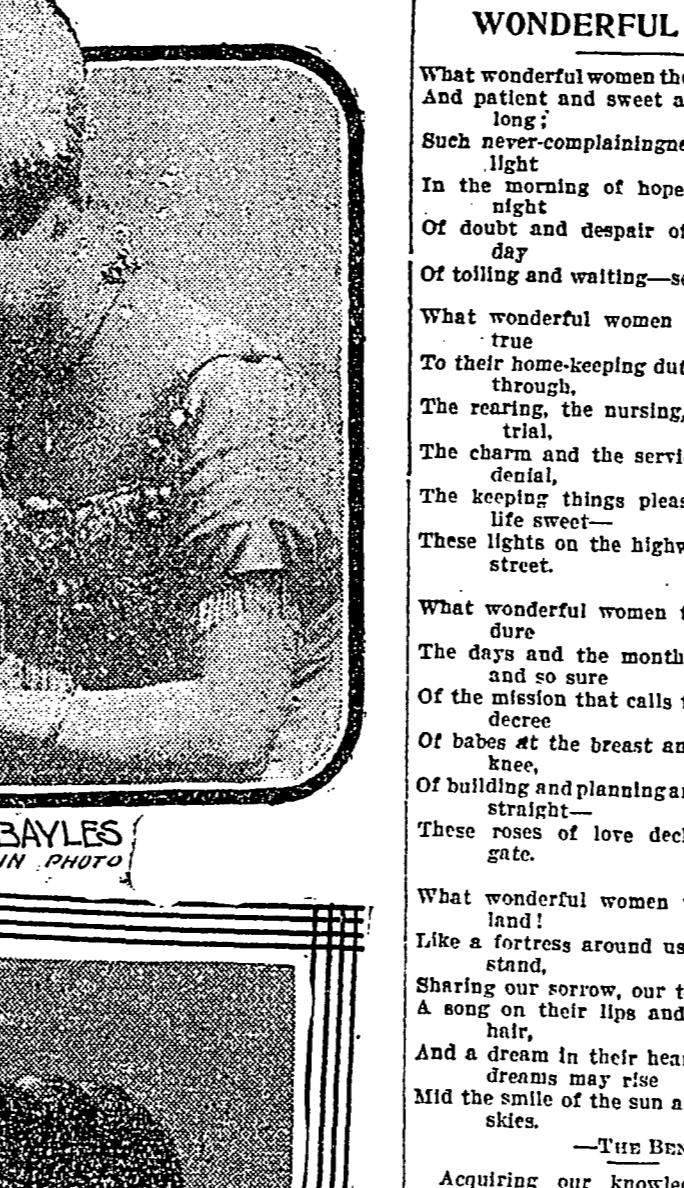 BAYLES
IN PHOTO
WONDERFUL
What wonderful women the
And patient and sweet a
long;
Such never-complainingne
light
In the morning of hope
night
Of doubt and despair of
day
Of toiling and waiting—se
What wonderful women
true
To their home-keeping dut
through,
The rearing, the nursing,
trial,
The charm and the servi
denial,
The keeping things pleas
life sweet—
These lights on the highw
street.
What wonderful women t
dure
The days and the month
and so sure
Of the mission that calls t
decree
Of babes at the breast an
knee,
Of building and planning a
straight—
These roses of love deck
gate.
What wonderful women
land!
Like a fortress around us
stand,
Sharing our sorrow, our t
A song on their lips and
hair,
And a dream in their hear
dreams may rise
Mid the smile of the sun a
skies.
—THE BEN
Acquiring our knowled